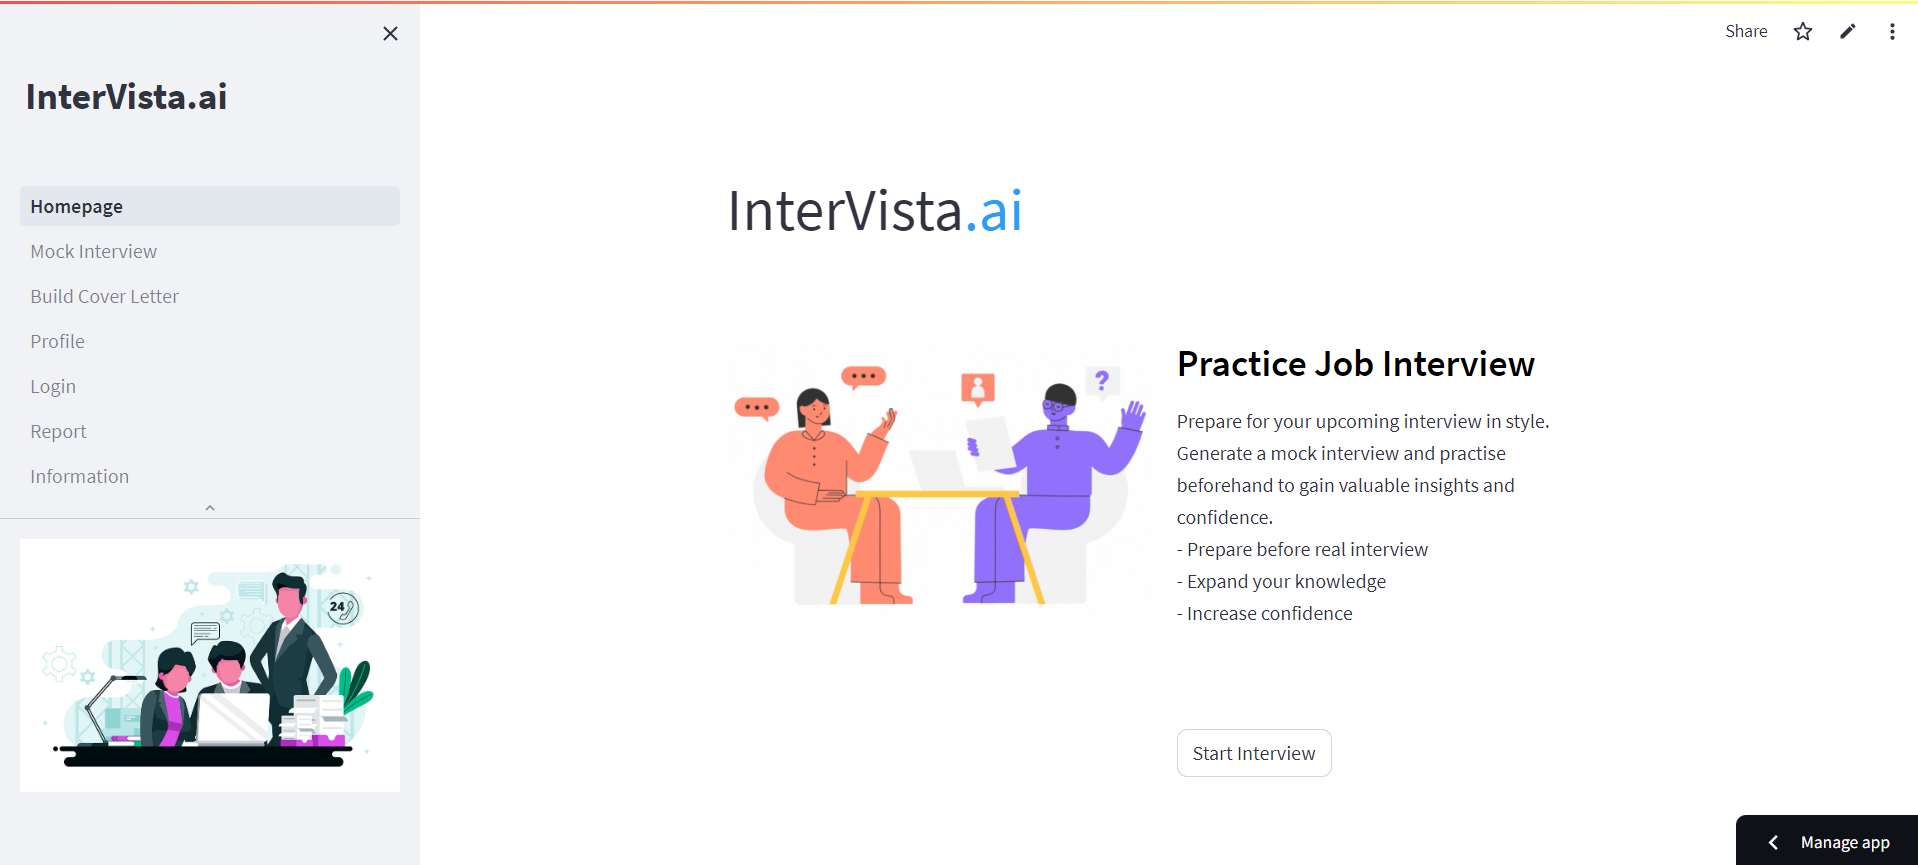 Share
InterVista.ai
Homepage
Mock Interview
Build Cover Letter
Profile
Login
Report
Information
24
InterVista.ai
?
Practice Job Interview
Prepare for your upcoming interview in style.
Generate a mock interview and practise
beforehand to gain valuable insights and
confidence.
- Prepare before real interview
- Expand your knowledge
- Increase confidence
Start Interview
Manage app